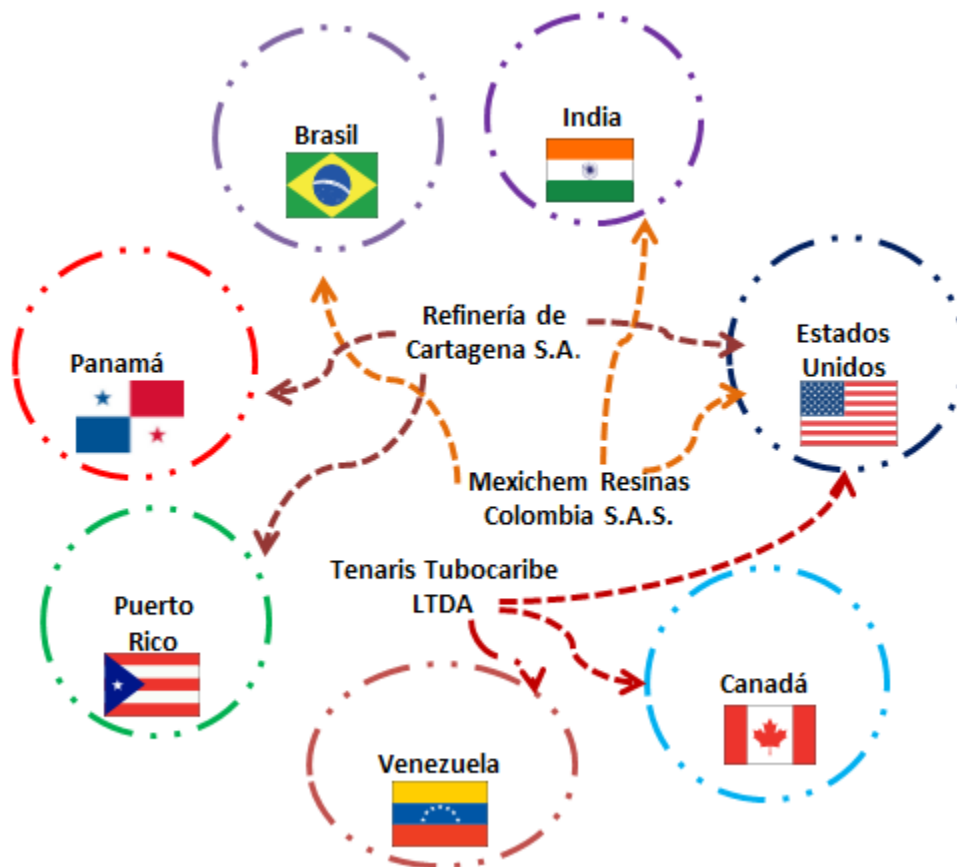 Brasil
India
Refinería de
Cartagena S.A.
Estados
Unidos
Panamá
Mexichem Resinas
Colombia S.A.S.
Tenaris Tubocaribe
LTDA
Puerto
Rico
Canadá
Venezuela